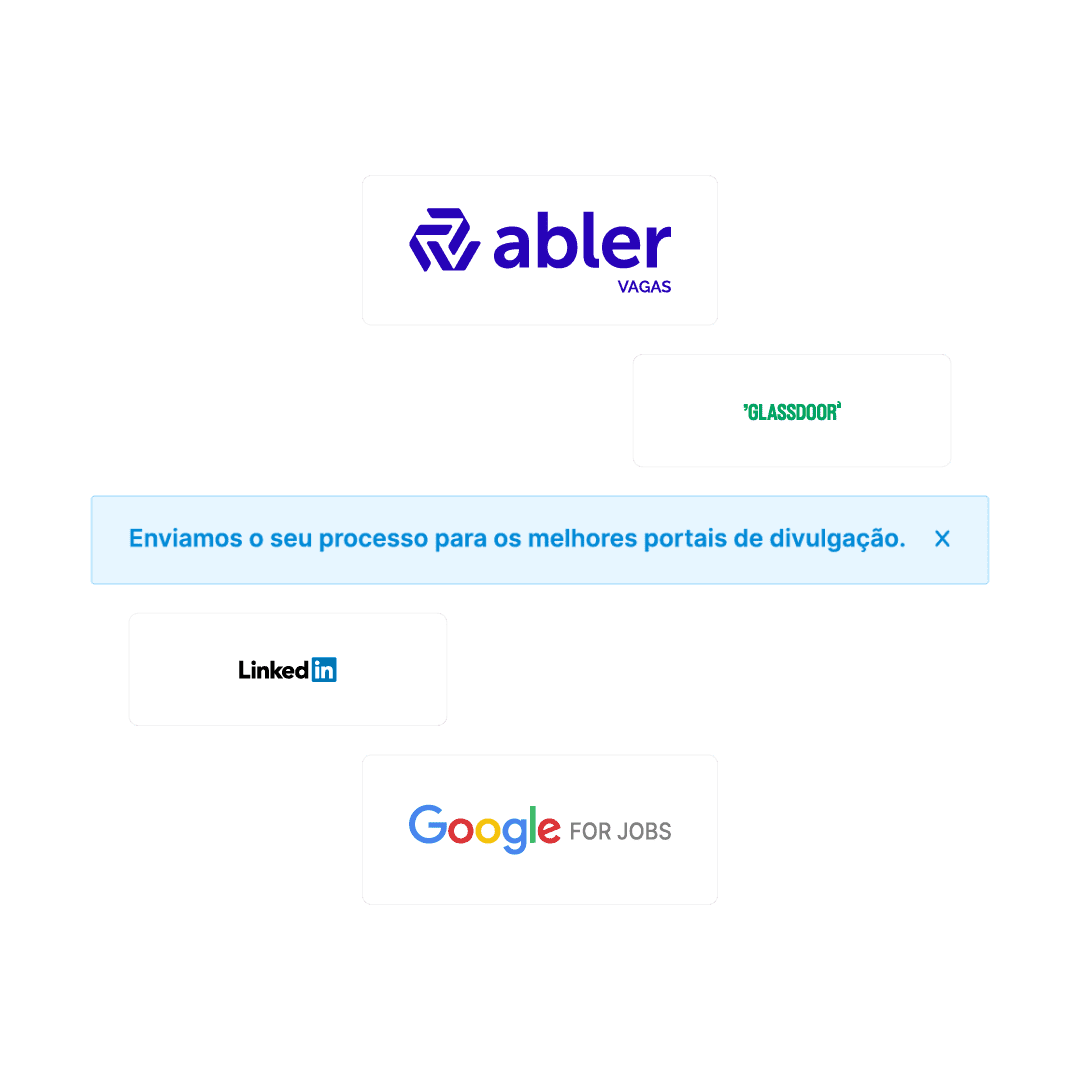 abler
VAGAS
GLASSDOOR
Enviamos o seu processo para os melhores portais de divulgação. X
Linkedin
Google FOR JOBS